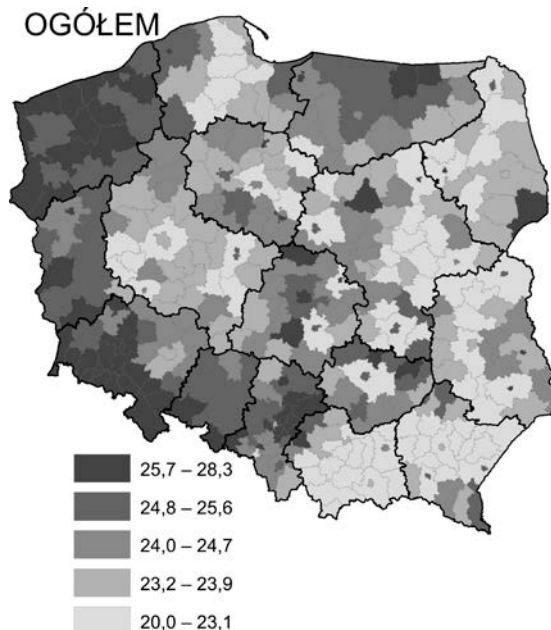 OGÓŁEM
25,7 – 28,3
24,8 – 25,6
24,0 – 24,7
23,2 – 23,9
20,0 – 23,1